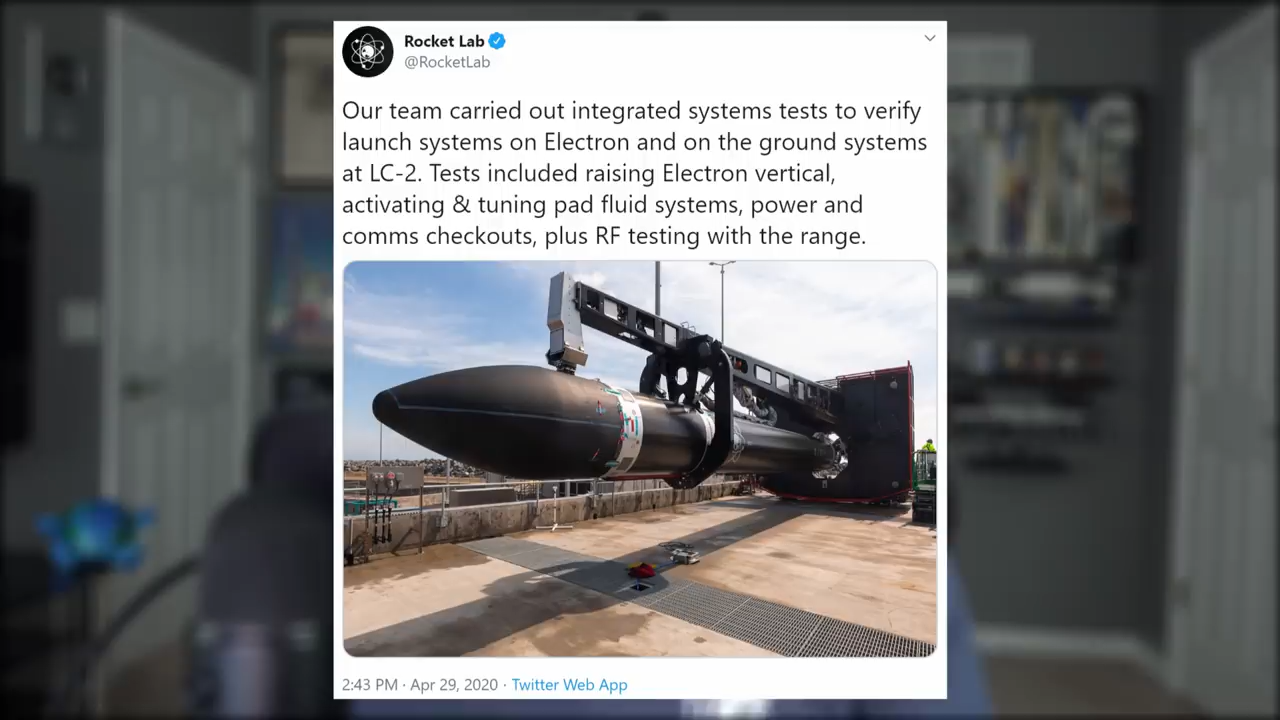 Rocket Lab
@RocketLab
Our team carried out integrated systems tests to verify
launch systems on Electron and on the ground systems
at LC-2. Tests included raising Electron vertical,
activating & tuning pad fluid systems, power and
comms checkouts, plus RF testing with the range.
2:43 PM · Apr 29, 2020 · Twitter Web App